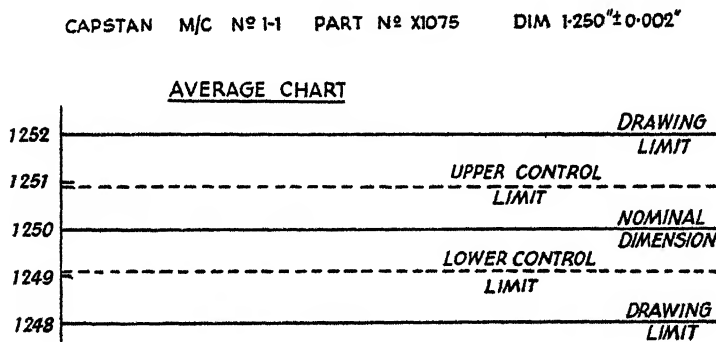 CAPSTAN M/C Nº 1-1 PART Nº X1075 DIM 1·250"± 0·002"
AVERAGE CHART
1252 DRAWING
LIMIT
1251 UPPER CONTROL
LIMIT
1250 NOMINAL
DIMENSION
1249 LOWER CONTROL
LIMIT
1248 DRAWING
LIMIT